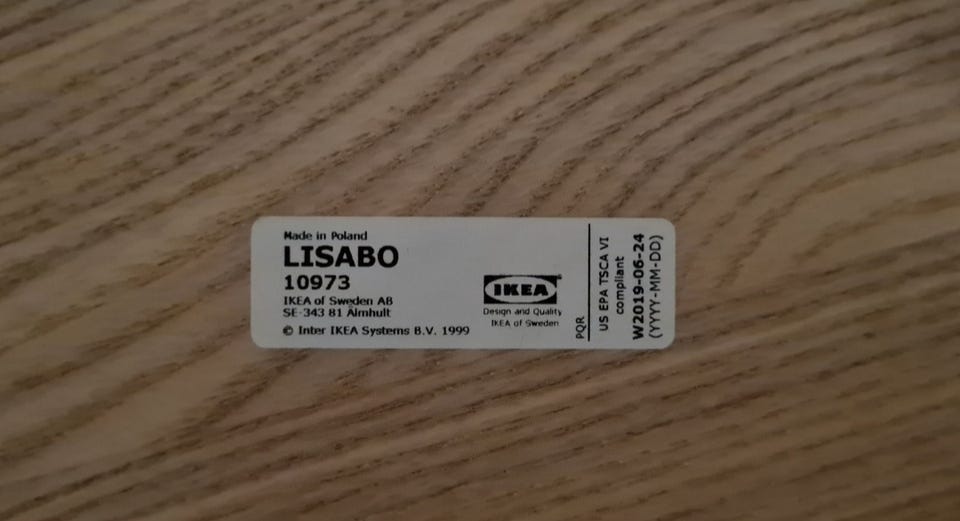 Made in Poland
LISABO
10973
IKEA of Sweden AB
SE-343 81 Älmhult
© Inter IKEA Systems B.V. 1999
IKEA®
Design and Quality
IKEA of Sweden
PQR
US EPA TSCA VI
compliant
W2019-06-24
(YYYY-MM-DD)